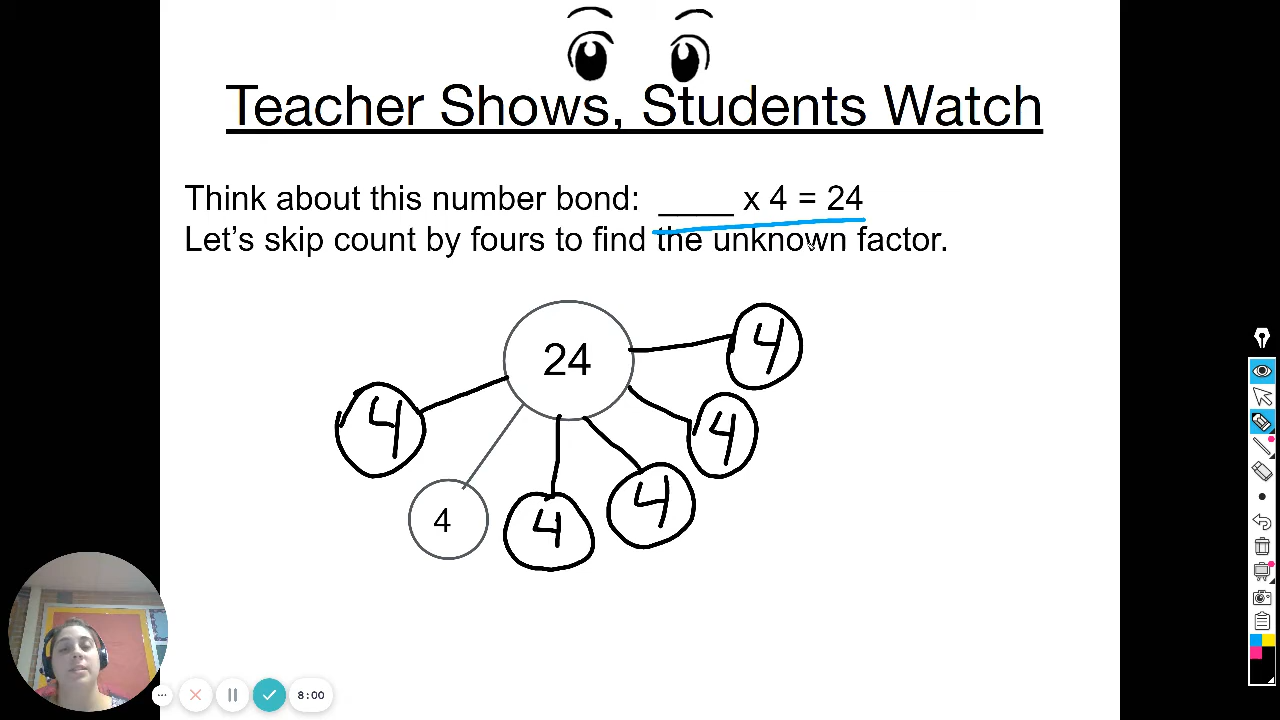 Teacher Shows, Students Watch
Think about this number bond: ____ x 4 = 24
Let's skip count by fours to find the unknown factor.
24
4
4
4
4
4
4
8:00